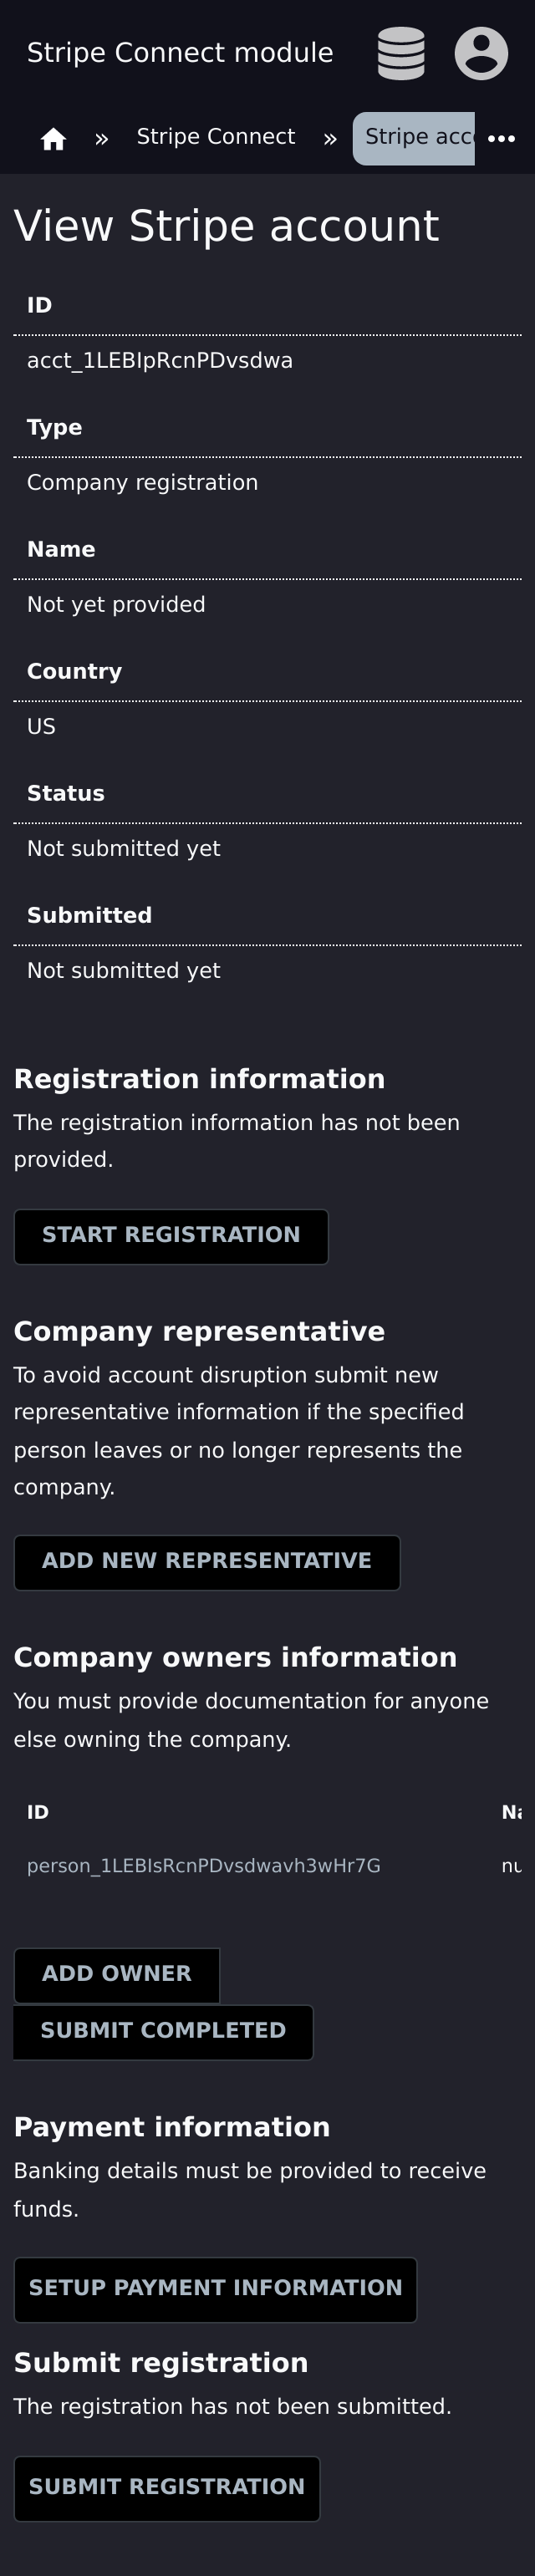 Stripe Connect module
» Stripe Connect » Stripe acc
View Stripe account
ID
acct_1LEBIpRcnPDvsdwa
Type
Company registration
Name
Not yet provided
Country
US
Status
Not submitted yet
Submitted
Not submitted yet
Registration information
The registration information has not been
provided.
START REGISTRATION
Company representative
To avoid account disruption submit new
representative information if the specified
person leaves or no longer represents the
company.
ADD NEW REPRESENTATIVE
Company owners information
You must provide documentation for anyone
else owning the company.
ID Na
person_1LEBIsRcnPDvsdwavh3wHr7G nu
ADD OWNER
SUBMIT COMPLETED
Payment information
Banking details must be provided to receive
funds.
SETUP PAYMENT INFORMATION
Submit registration
The registration has not been submitted.
SUBMIT REGISTRATION